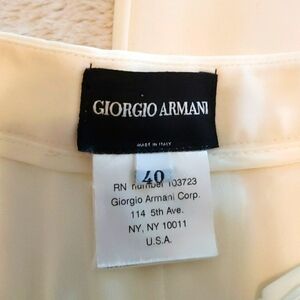 GIORGIO ARMANI
MADE IN ITALY
40
RN number 103723
Giorgio Armani Corp.
114 5th Ave.
NY, NY 10011
U.S.A.